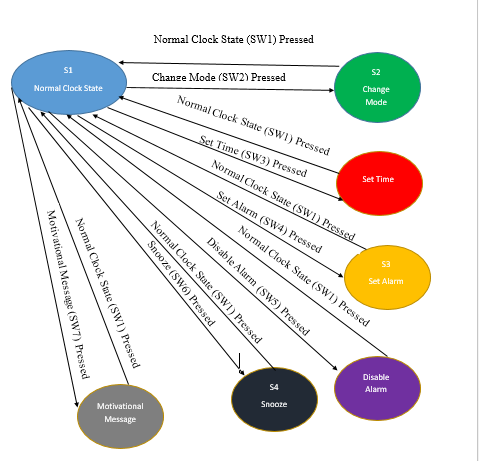 Normal Clock State (SW1) Pressed
S1
Normal Clock State
Change Mode (SW2) Pressed
S2
Change
Mode
Normal Clock State (SW1) Pressed
Set Time (SW3) Pressed
Set Time
Normal Clock State (SW1) Pressed
Set Alarm (SW4) Pressed
S3
Set Alarm
Normal Clock State (SW1) Pressed
Disable Alarm (SW5) Pressed
Disable
Alarm
Normal Clock State (SW1) Pressed
Snooze (SW6) Pressed
S4
Snooze
Normal Clock State (SW1) Pressed
Motivational Message (SW7) Pressed
Motivational
Message